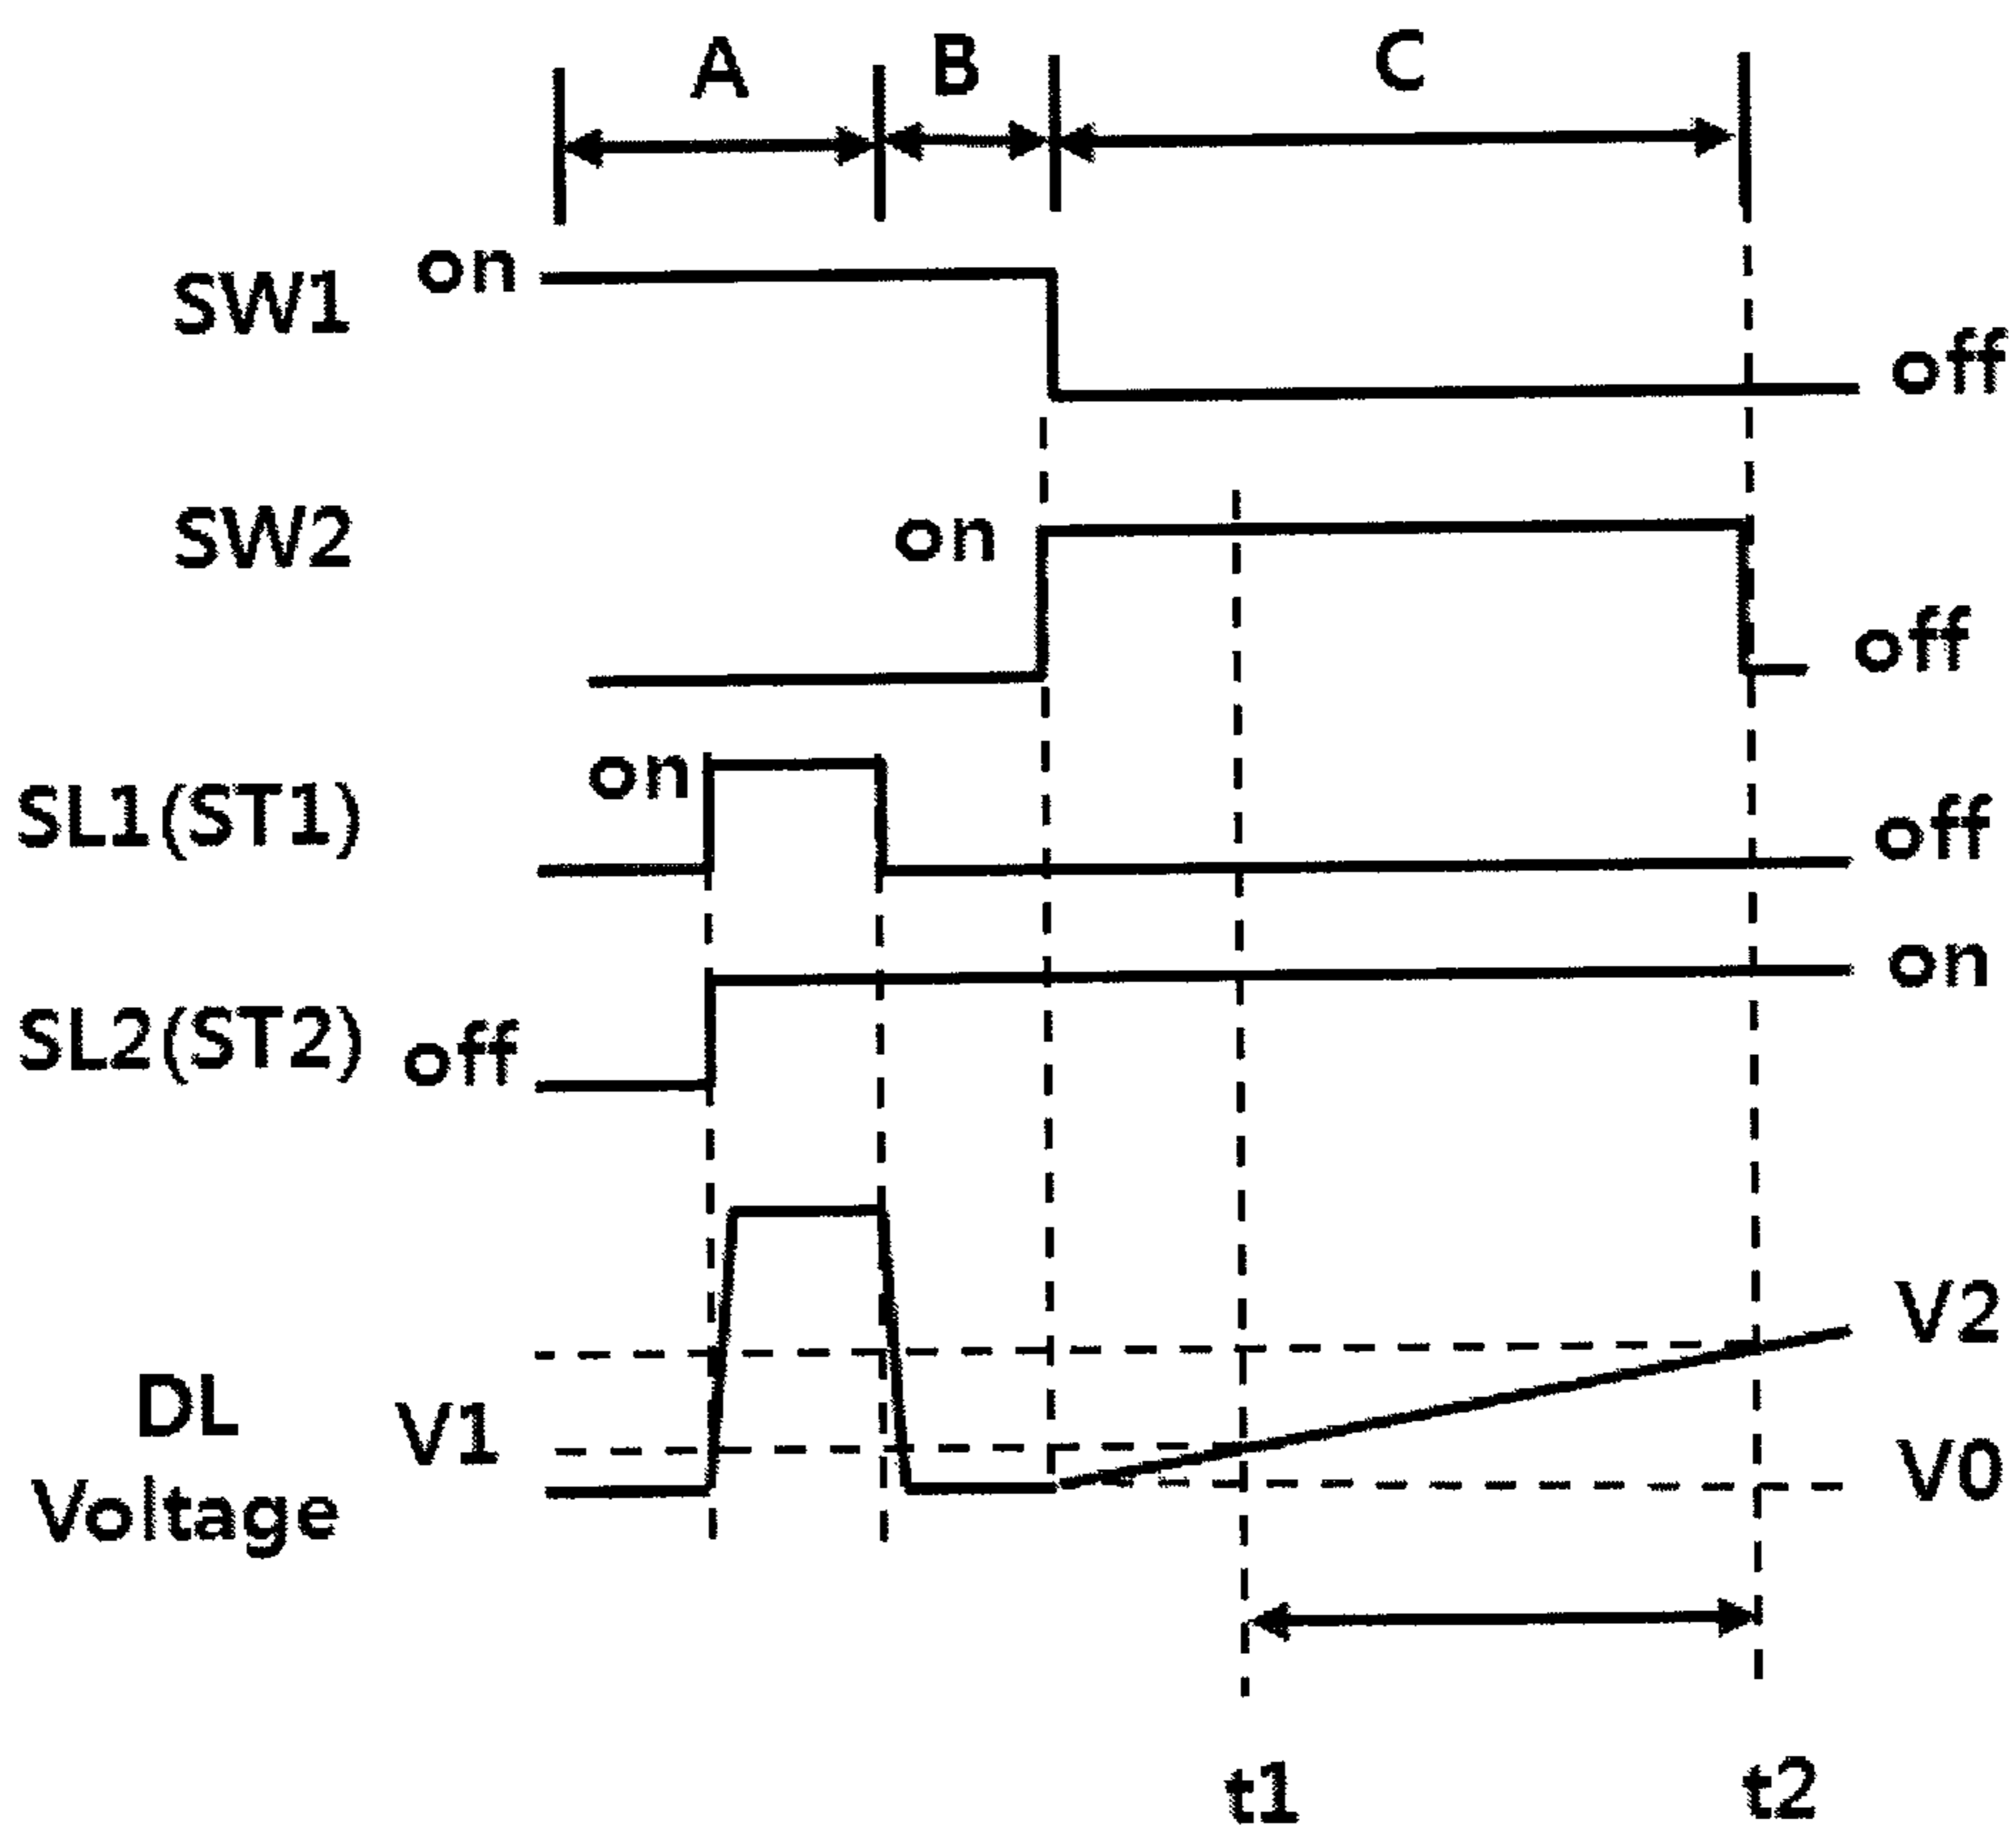 A B C
SW1 on off
SW2 on off
SL1(ST1) on off
SL2(ST2) off on
V2
DL V1 V0
Voltage
t1 t2